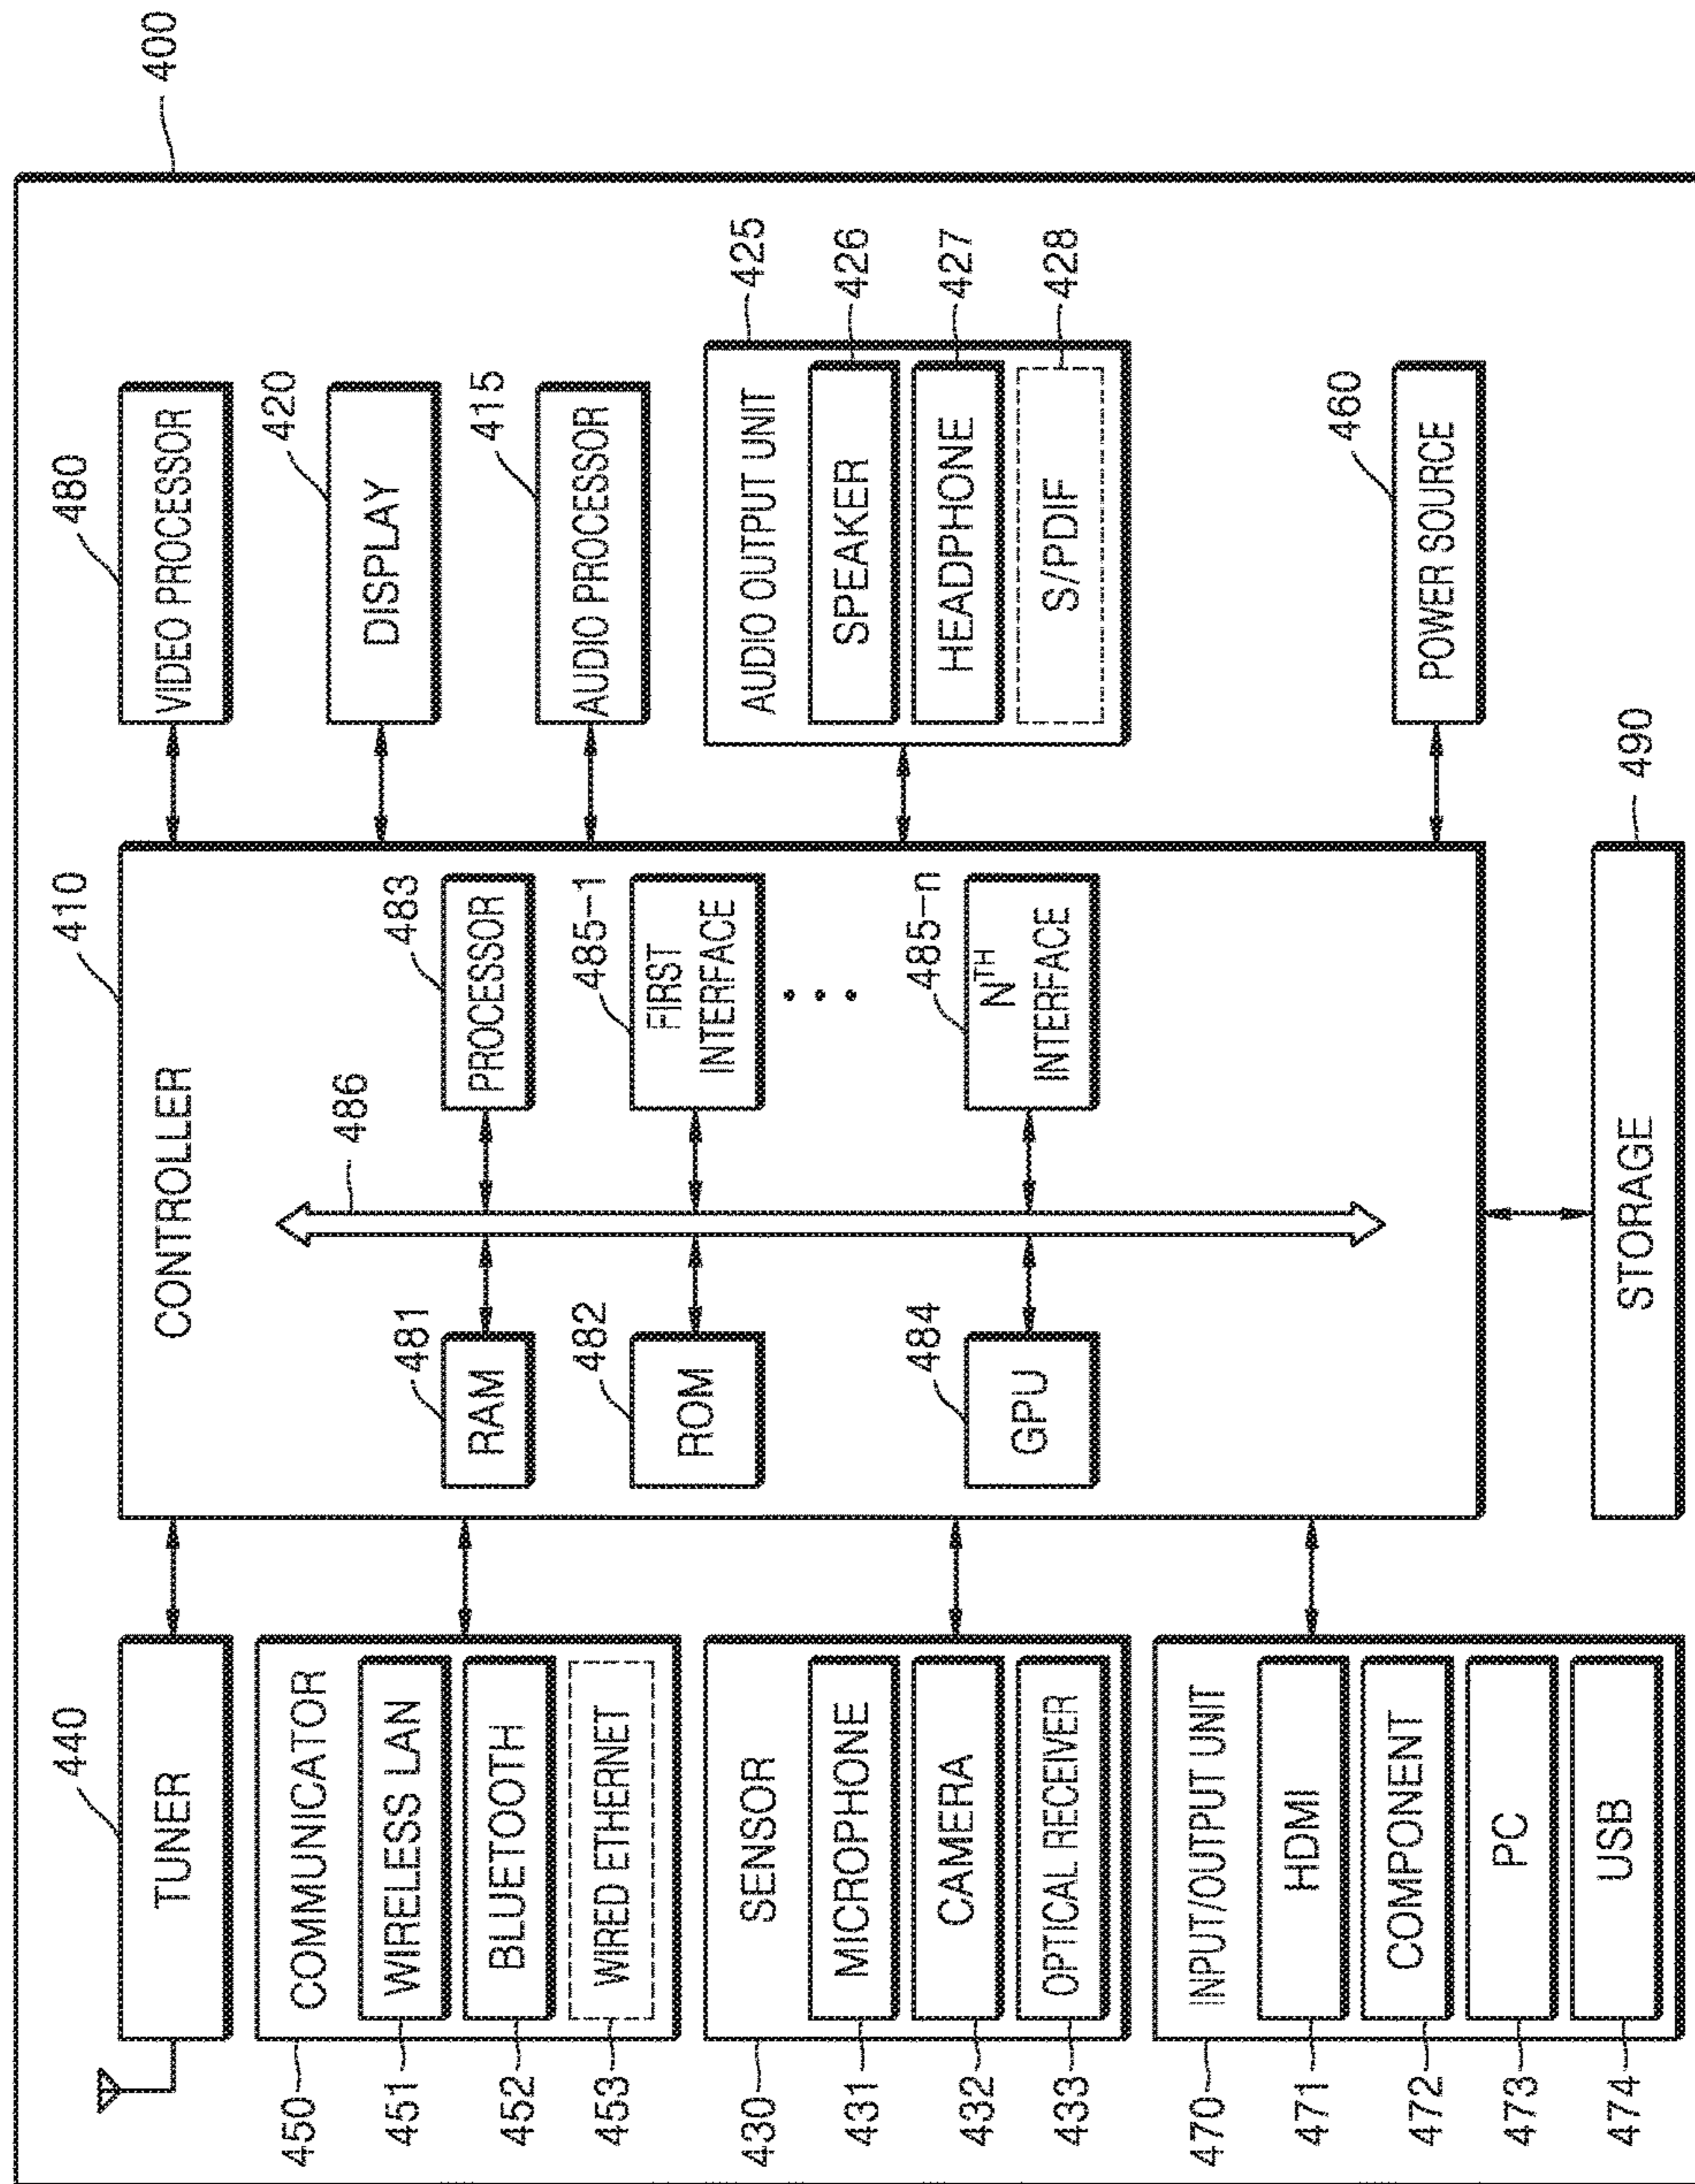 400
440
TUNER
450
COMMUNICATOR
451
WIRELESS LAN
452
BLUETOOTH
453
WIRED ETHERNET
430
SENSOR
431
MICROPHONE
432
CAMERA
433
OPTICAL RECEIVER
470
INPUT/OUTPUT UNIT
471
HDMI
472
COMPONENT
473
PC
474
USB
410
CONTROLLER
486
481
RAM
483
PROCESSOR
482
ROM
485-1
FIRST
INTERFACE
484
GPU
485-n
NTH
INTERFACE
490
STORAGE
480
VIDEO PROCESSOR
420
DISPLAY
415
AUDIO PROCESSOR
425
AUDIO OUTPUT UNIT
426
SPEAKER
427
HEADPHONE
428
S/PDIF
460
POWER SOURCE